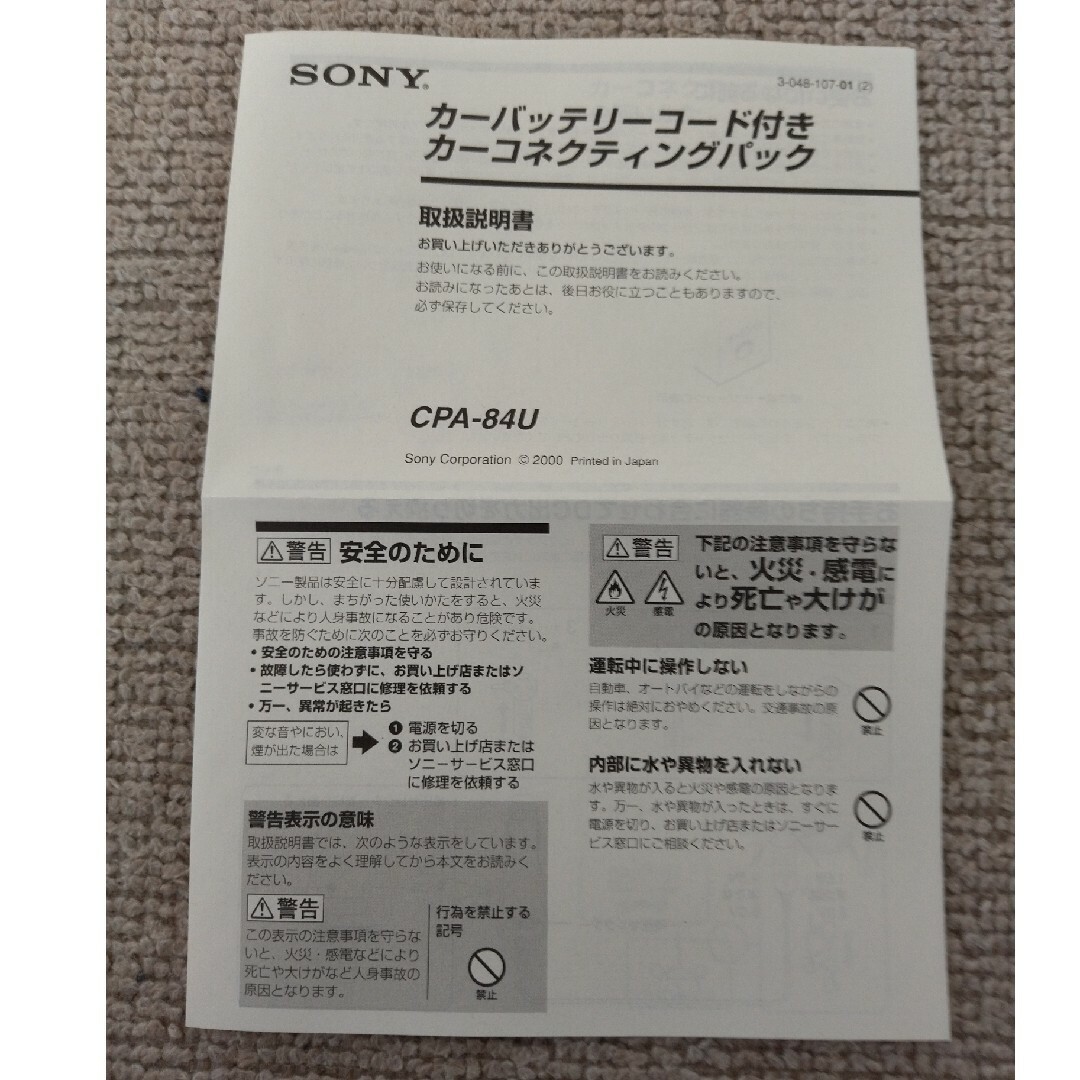 SONY.
3-048-107-01 (2)
カーバッテリーコード付き
カーコネクティングパック
取扱説明書
お買い上げいただきありがとうございます。
お使いになる前に、この取扱説明書をお読みください。
お読みになったあとは、後日お役に立つこともありますので、
必ず保存してください。
CPA-84U
Sony Corporation © 2000 Printed in Japan
⚠警告 安全のために
ソニー製品は安全に十分配慮して設計されていま
す。しかし、まちがった使いかたをすると、火災
などにより人身事故になることがあり危険です。
事故を防ぐために次のことを必ずお守りください。
• 安全のための注意事項を守る
• 故障したら使わずに、お買い上げ店またはソ
ニーサービス窓口に修理を依頼する
• 万一、異常が起きたら
変な音やにおい、
煙が出た場合は
❶ 電源を切る
❷ お買い上げ店または
ソニーサービス窓口
に修理を依頼する
警告表示の意味
取扱説明書では、次のような表示をしています。
表示の内容をよく理解してから本文をお読みく
ださい。
⚠警告
この表示の注意事項を守らな
いと、火災・感電などにより
死亡や大けがなど人身事故の
原因となります。
行為を禁止する
記号
禁止
⚠警告
火災
感電
下記の注意事項を守らな
いと、火災・感電に
より死亡や大けが
の原因となります。
運転中に操作しない
自動車、オートバイなどの運転をしながらの
操作は絶対におやめください。交通事故の原
因となります。
禁止
内部に水や異物を入れない
水や異物が入ると火災や感電の原因となりま
す。万一、水や異物が入ったときは、すぐに
電源を切り、お買い上げ店またはソニーサー
ビス窓口にご相談ください。
禁止